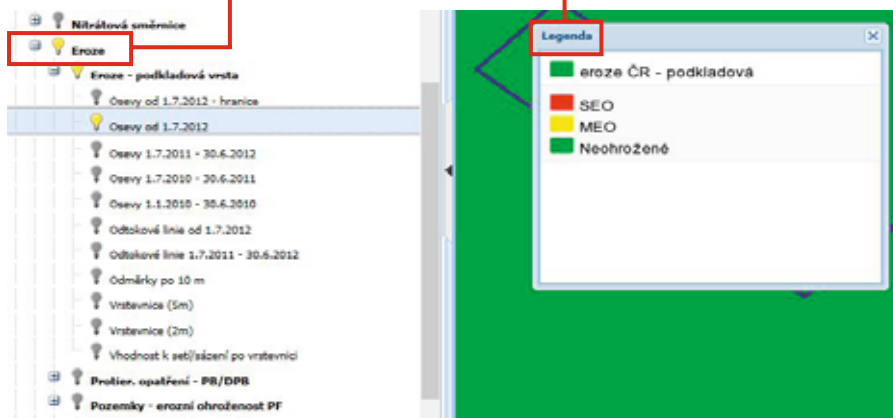 Nitrátová směrnice
Eroze
Eroze - podkladová vrsta
Osevy od 1.7.2012 - hranice
Osevy od 1.7.2012
Osevy 1.7.2011 - 30.6.2012
Osevy 1.7.2010 - 30.6.2011
Osevy 1.1.2010 - 30.6.2010
Odtokové linie od 1.7.2012
Odtokové linie 1.7.2011 - 30.6.2012
Odměrky po 10 m
Vrstevnice (5m)
Vrstevnice (2m)
Vhodnost k setí/sázení po vrstevnici
Protier. opatření - PB/DPB
Pozemky - erozní ohroženost PF
Legenda
eroze ČR - podkladová
SEO
MEO
Neohrožené